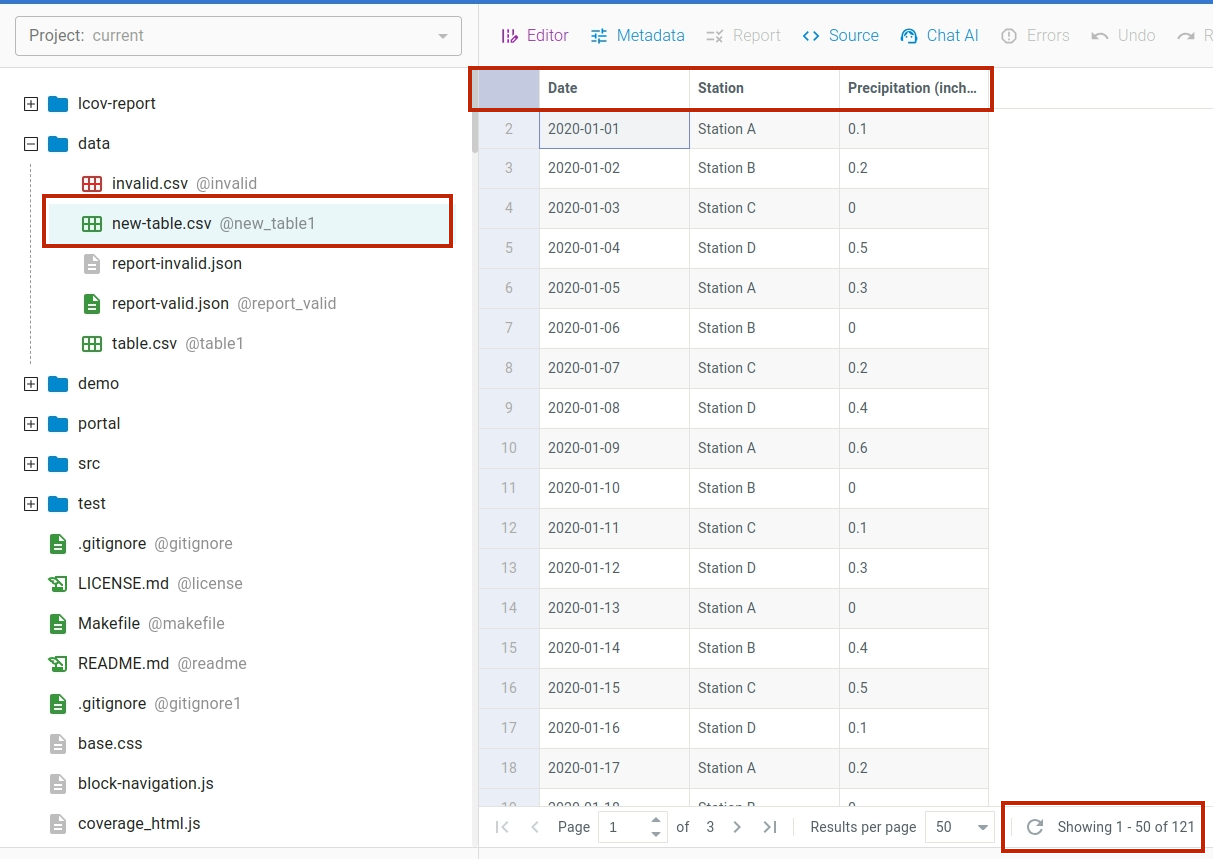 Project: current
Editor Metadata Report Source Chat AI Errors Undo R
lcov-report
data
invalid.csv @invalid
new-table.csv @new_table1
report-invalid.json
report-valid.json @report_valid
table.csv @table1
demo
portal
src
test
.gitignore @gitignore
LICENSE.md @license
Makefile @makefile
README.md @readme
.gitignore @gitignore1
base.css
block-navigation.js
coverage_html.js
Date Station Precipitation (inch...
2 2020-01-01 Station A 0.1
3 2020-01-02 Station B 0.2
4 2020-01-03 Station C 0
5 2020-01-04 Station D 0.5
6 2020-01-05 Station A 0.3
7 2020-01-06 Station B 0
8 2020-01-07 Station C 0.2
9 2020-01-08 Station D 0.4
10 2020-01-09 Station A 0.6
11 2020-01-10 Station B 0
12 2020-01-11 Station C 0.1
13 2020-01-12 Station D 0.3
14 2020-01-13 Station A 0
15 2020-01-14 Station B 0.4
16 2020-01-15 Station C 0.5
17 2020-01-16 Station D 0.1
18 2020-01-17 Station A 0.2
19 2020-01-18 Station B 0
Page 1 of 3 Results per page 50 Showing 1 - 50 of 121